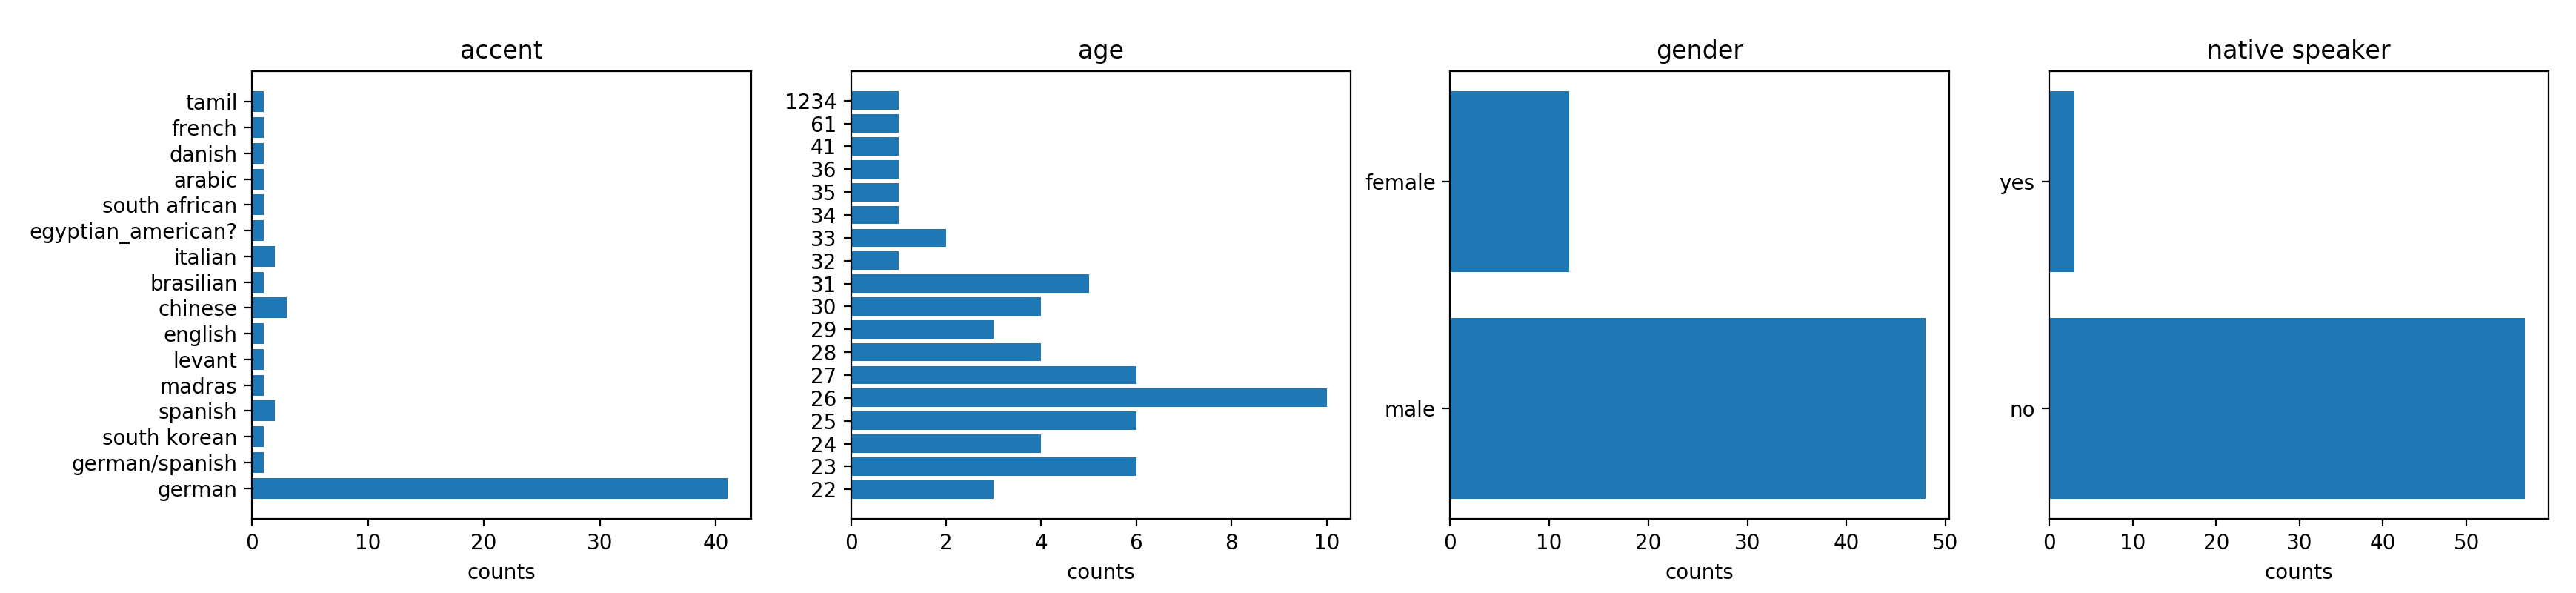 accent
tamil
french
danish
arabic
south african
egyptian_american?
italian
brasilian
chinese
english
levant
madras
spanish
south korean
german/spanish
german
0 10 20 30 40
counts
age
1234
61
41
36
35
34
33
32
31
30
29
28
27
26
25
24
23
22
0 2 4 6 8 10
counts
gender
female
male
0 10 20 30 40 50
counts
native speaker
yes
no
0 10 20 30 40 50
counts